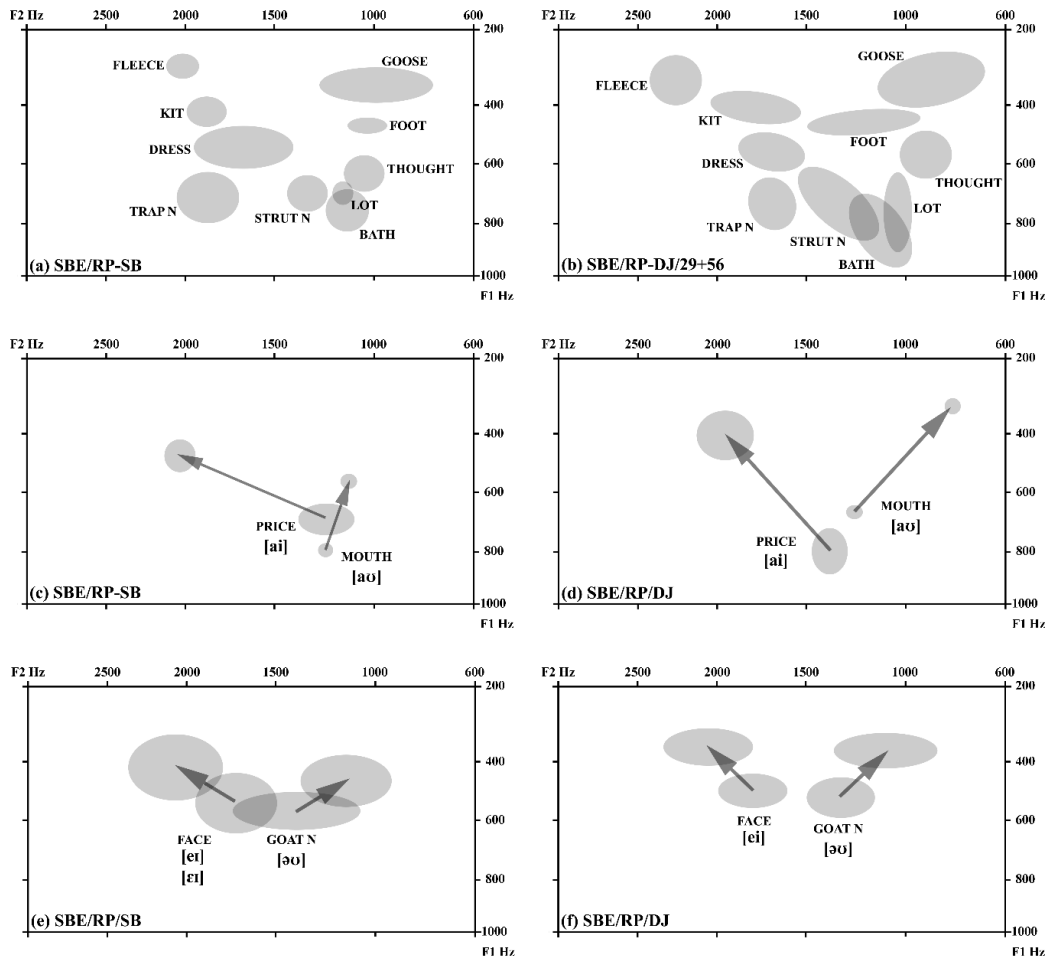 F2 Hz 2500 2000 1500 1000 600
200
FLEECE
GOOSE
400
KIT
FOOT
DRESS
600
THOUGHT
TRAP N
STRUT N
LOT
800
BATH
(a) SBE/RP-SB
1000
F1 Hz
F2 Hz 2500 2000 1500 1000 600
200
GOOSE
FLEECE
400
KIT
FOOT
DRESS
600
THOUGHT
LOT
TRAP N
800
STRUT N
BATH
(b) SBE/RP-DJ/29+56
1000
F1 Hz
F2 Hz 2500 2000 1500 1000 600
200
400
600
PRICE
[ai]
MOUTH
800
[aʊ]
(c) SBE/RP-SB
1000
F1 Hz
F2 Hz 2500 2000 1500 1000 600
200
400
600
MOUTH
[aʊ]
PRICE
800
[ai]
(d) SBE/RP/DJ
1000
F1 Hz
F2 Hz 2500 2000 1500 1000 600
200
400
600
FACE
[eɪ]
[ɛɪ]
GOAT N
[əʊ]
800
(e) SBE/RP/SB
1000
F1 Hz
F2 Hz 2500 2000 1500 1000 600
200
400
600
FACE
[ei]
GOAT N
[əʊ]
800
(f) SBE/RP/DJ
1000
F1 Hz